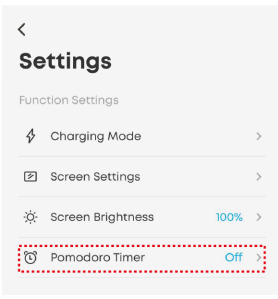 Settings
Function Settings
Charging Mode
Screen Settings
Screen Brightness 100%
Pomodoro Timer Off